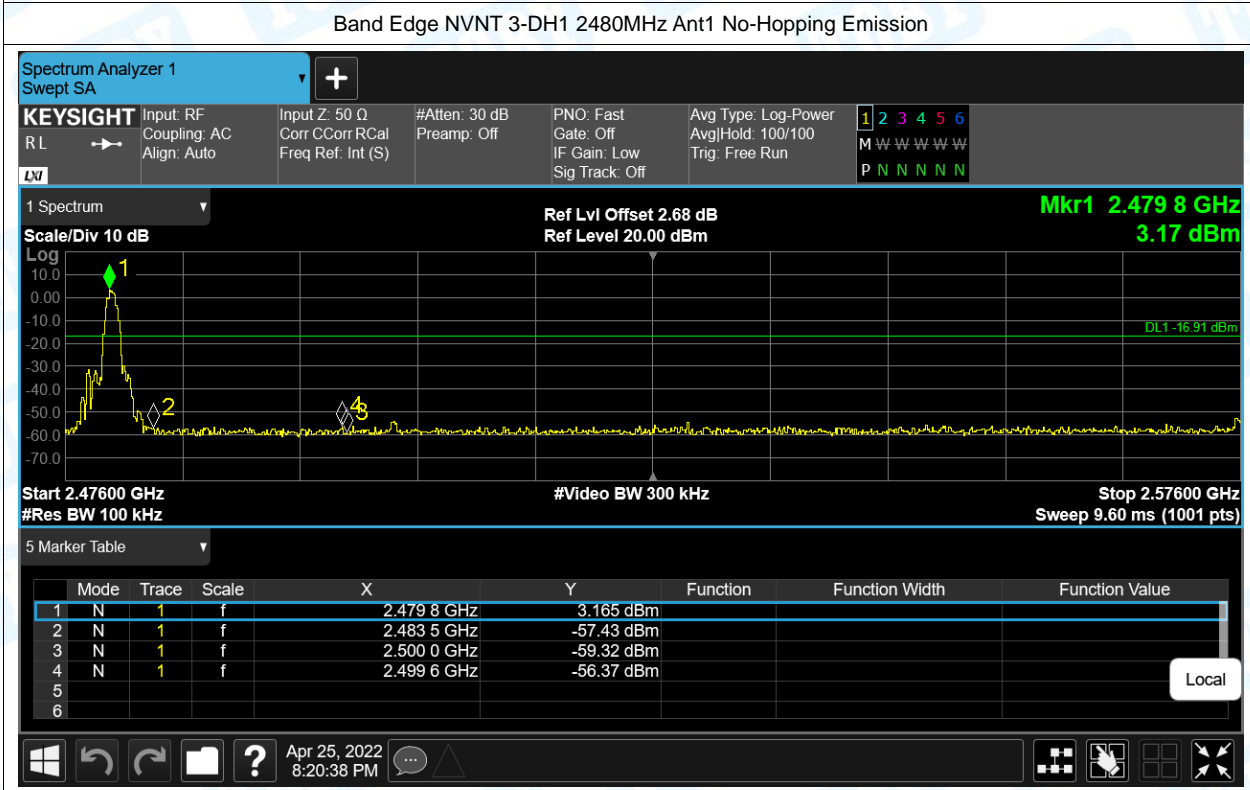 Band Edge NVNT 3-DH1 2480MHz Ant1 No-Hopping Emission
Spectrum Analyzer 1
Swept SA
KEYSIGHT Input: RF Input Z: 50 Ω #Atten: 30 dB PNO: Fast Avg Type: Log-Power 1 2 3 4 5 6
RL Coupling: AC Corr CCorr RCal Preamp: Off Gate: Off Avg|Hold: 100/100 M W W W W W
Align: Auto Freq Ref: Int (S) IF Gain: Low Trig: Free Run
LXI Sig Track: Off P N N N N N
1 Spectrum Ref Lvl Offset 2.68 dB Mkr1 2.479 8 GHz
Scale/Div 10 dB Ref Level 20.00 dBm 3.17 dBm
Log
10.0 1
0.00
-10.0
DL1 -16.91 dBm
-20.0
-30.0
-40.0
-50.0 2 4 3
-60.0
-70.0
Start 2.47600 GHz #Video BW 300 kHz Stop 2.57600 GHz
#Res BW 100 kHz Sweep 9.60 ms (1001 pts)
5 Marker Table
Mode Trace Scale X Y Function Function Width Function Value
1 N 1 f 2.479 8 GHz 3.165 dBm
2 N 1 f 2.483 5 GHz -57.43 dBm
3 N 1 f 2.500 0 GHz -59.32 dBm
4 N 1 f 2.499 6 GHz -56.37 dBm
5
6
Local
? Apr 25, 2022
8:20:38 PM